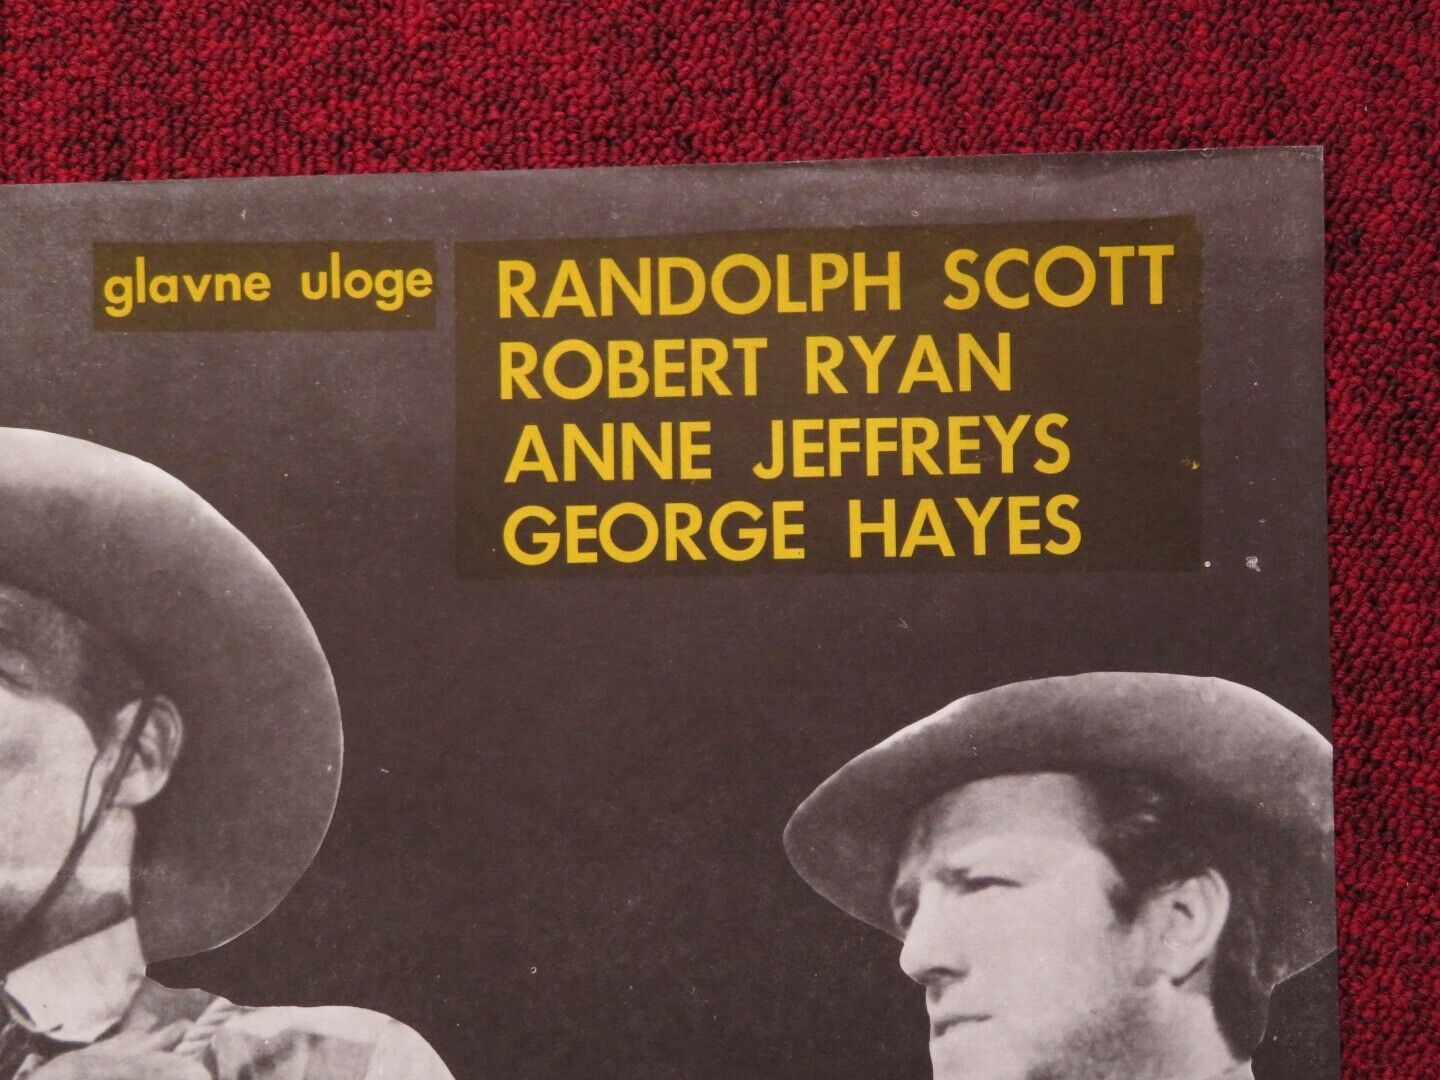 glavne uloge
RANDOLPH SCOTT
ROBERT RYAN
ANNE JEFFREYS
GEORGE HAYES